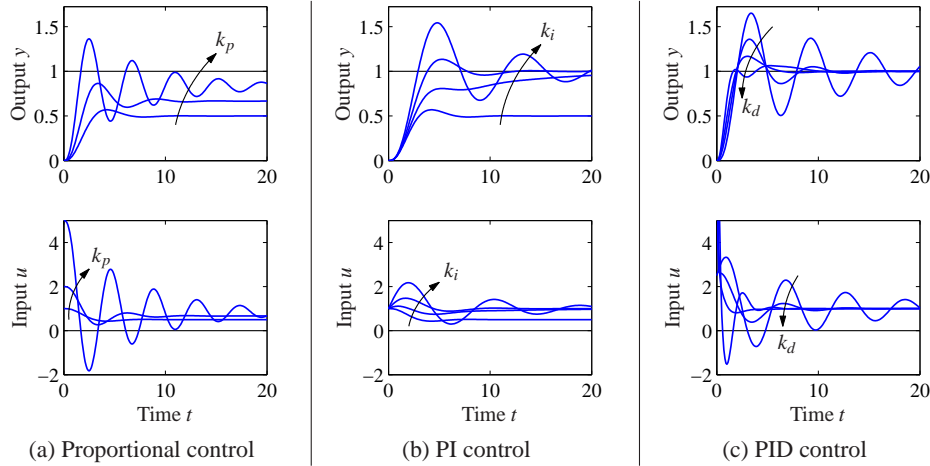 1.5
1
0.5
0
0 10 20
Output y
k_p
1.5
1
0.5
0
0 10 20
Output y
k_i
1.5
1
0.5
0
0 10 20
Output y
k_d
4
2
0
−2
0 10 20
Input u
Time t
k_p
4
2
0
−2
0 10 20
Input u
Time t
k_i
4
2
0
−2
0 10 20
Input u
Time t
k_d
(a) Proportional control
(b) PI control
(c) PID control